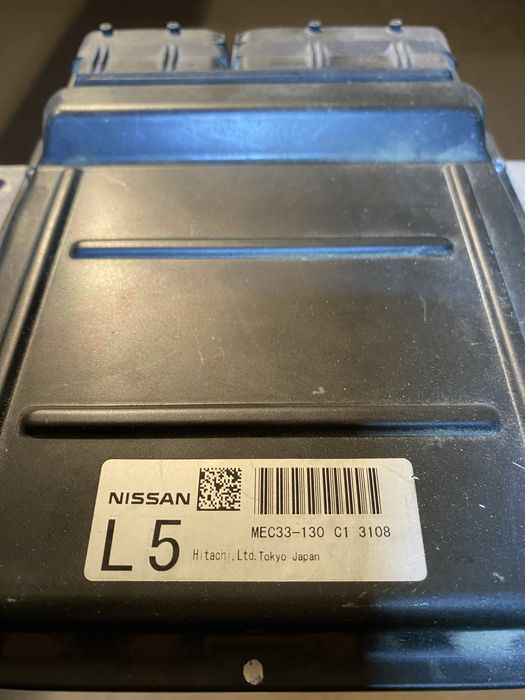 NISSAN
MEC33-130 C1 3108
L5
Hitachi,Ltd.Tokyo Japan